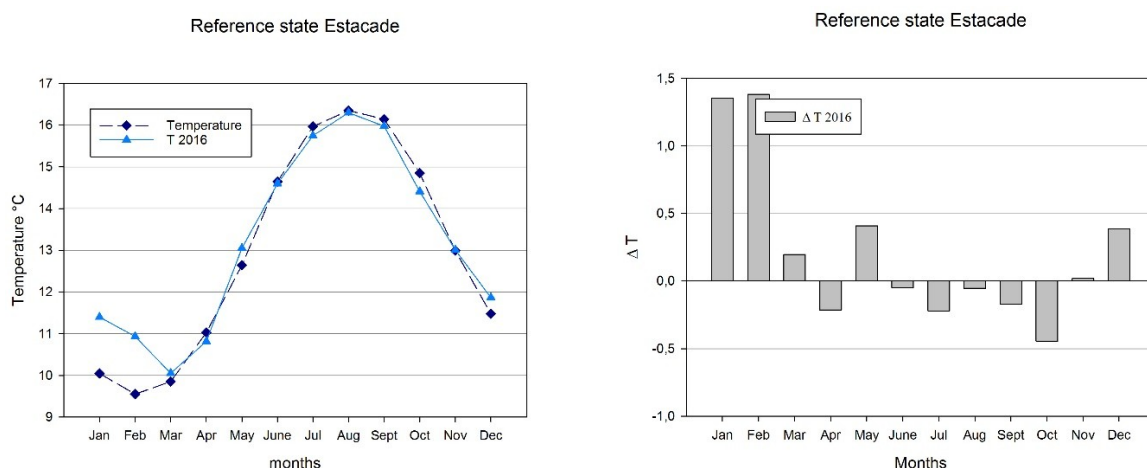 Reference state Estacade
17
16
15
14
13
12
11
10
9
Temperature °C
Temperature
T 2016
Jan Feb Mar Apr May June Jul Aug Sept Oct Nov Dec
months
Reference state Estacade
1,5
1,0
0,5
0,0
-0,5
-1,0
Δ T
Δ T 2016
Jan Feb Mar Apr May June Jul Aug Sept Oct Nov Dec
Months